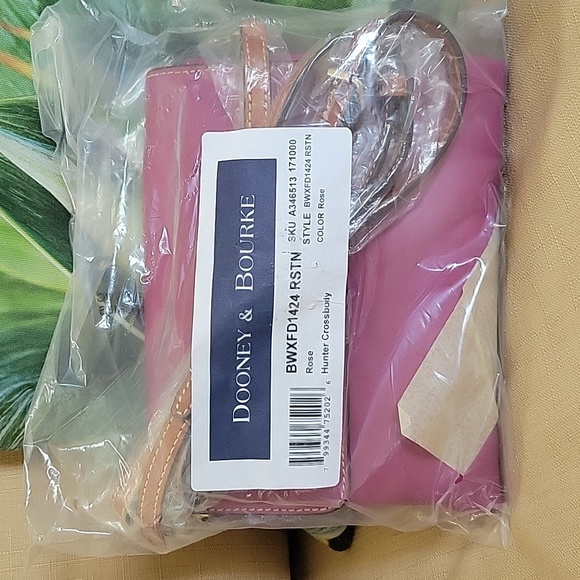 DOONEY & BOURKE
BWXFD1424 RSTN
SKU A346513 171000
STYLE BWXFD1424 RSTN
Rose
COLOR Rose
Hunter Crossbody
7 99344 75202 6